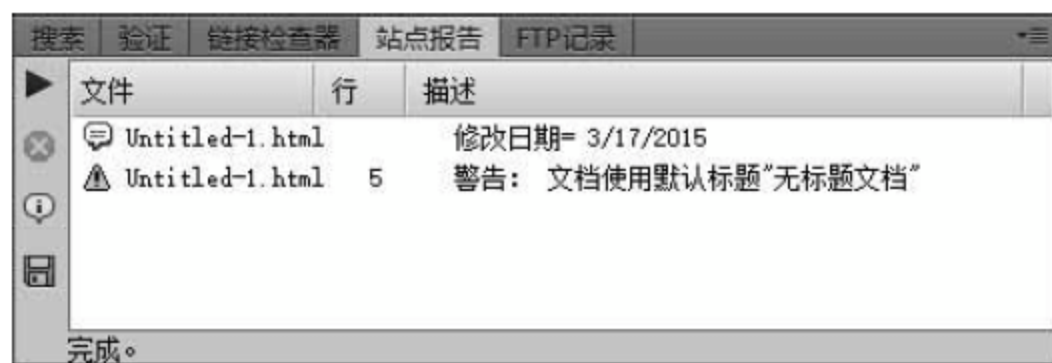 搜索 验证 链接检查器 站点报告 FTP记录
文件 行 描述
Untitled-1.html 修改日期= 3/17/2015
Untitled-1.html 5 警告: 文档使用默认标题"无标题文档"
完成。